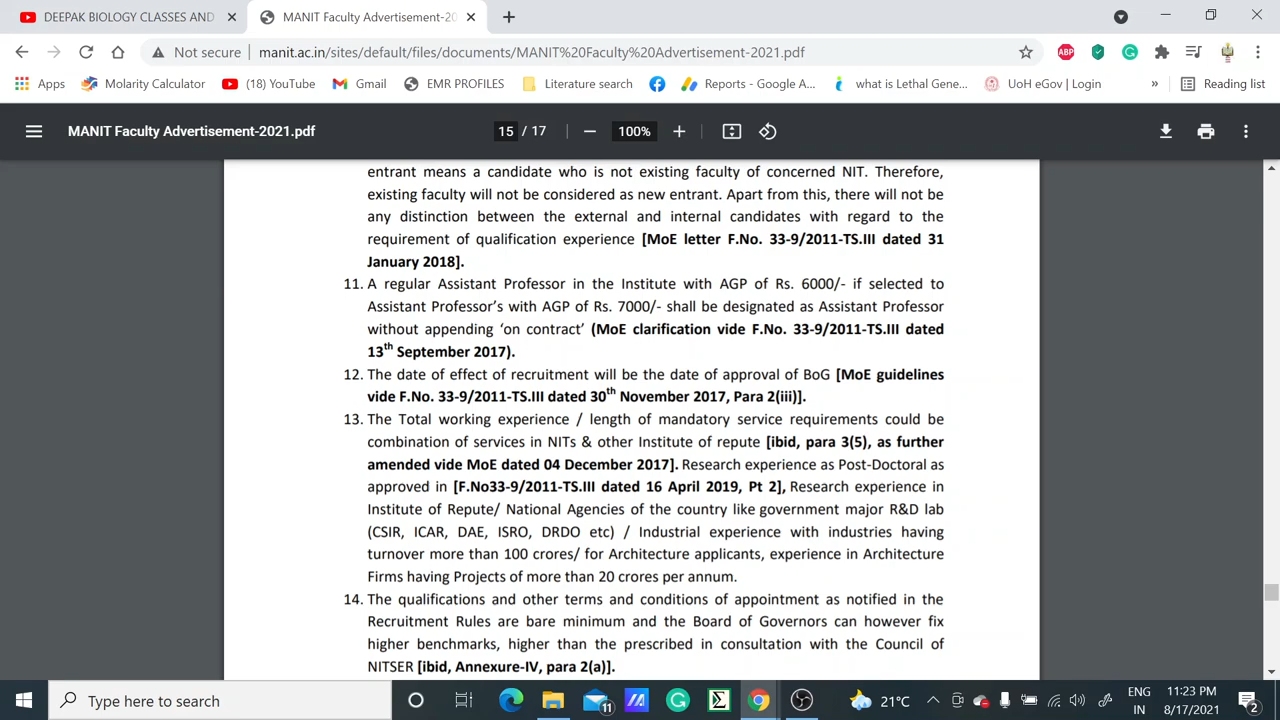 DEEPAK BIOLOGY CLASSES AND
MANIT Faculty Advertisement-20
Not secure
manit.ac.in/sites/default/files/documents/MANIT%20Faculty%20Advertisement-2021.pdf
ABP
Apps
Molarity Calculator
(18) YouTube
Gmail
EMR PROFILES
Literature search
Reports - Google A...
what is Lethal Gene...
UoH eGov | Login
»
Reading list
MANIT Faculty Advertisement-2021.pdf
15 / 17
100%
entrant means a candidate who is not existing faculty of concerned NIT. Therefore,
existing faculty will not be considered as new entrant. Apart from this, there will not be
any distinction between the external and internal candidates with regard to the
requirement of qualification experience [MoE letter F.No. 33-9/2011-TS.III dated 31
January 2018].
11. A regular Assistant Professor in the Institute with AGP of Rs. 6000/- if selected to
Assistant Professor's with AGP of Rs. 7000/- shall be designated as Assistant Professor
without appending 'on contract' (MoE clarification vide F.No. 33-9/2011-TS.III dated
13th September 2017).
12. The date of effect of recruitment will be the date of approval of BoG [MoE guidelines
vide F.No. 33-9/2011-TS.III dated 30th November 2017, Para 2(iii)].
13. The Total working experience / length of mandatory service requirements could be
combination of services in NITs & other Institute of repute [ibid, para 3(5), as further
amended vide MoE dated 04 December 2017]. Research experience as Post-Doctoral as
approved in [F.No33-9/2011-TS.III dated 16 April 2019, Pt 2], Research experience in
Institute of Repute/ National Agencies of the country like government major R&D lab
(CSIR, ICAR, DAE, ISRO, DRDO etc) / Industrial experience with industries having
turnover more than 100 crores/ for Architecture applicants, experience in Architecture
Firms having Projects of more than 20 crores per annum.
14. The qualifications and other terms and conditions of appointment as notified in the
Recruitment Rules are bare minimum and the Board of Governors can however fix
higher benchmarks, higher than the prescribed in consultation with the Council of
NITSER [ibid, Annexure-IV, para 2(a)].
Type here to search
11
21°C
ENG
IN
11:23 PM
8/17/2021
2